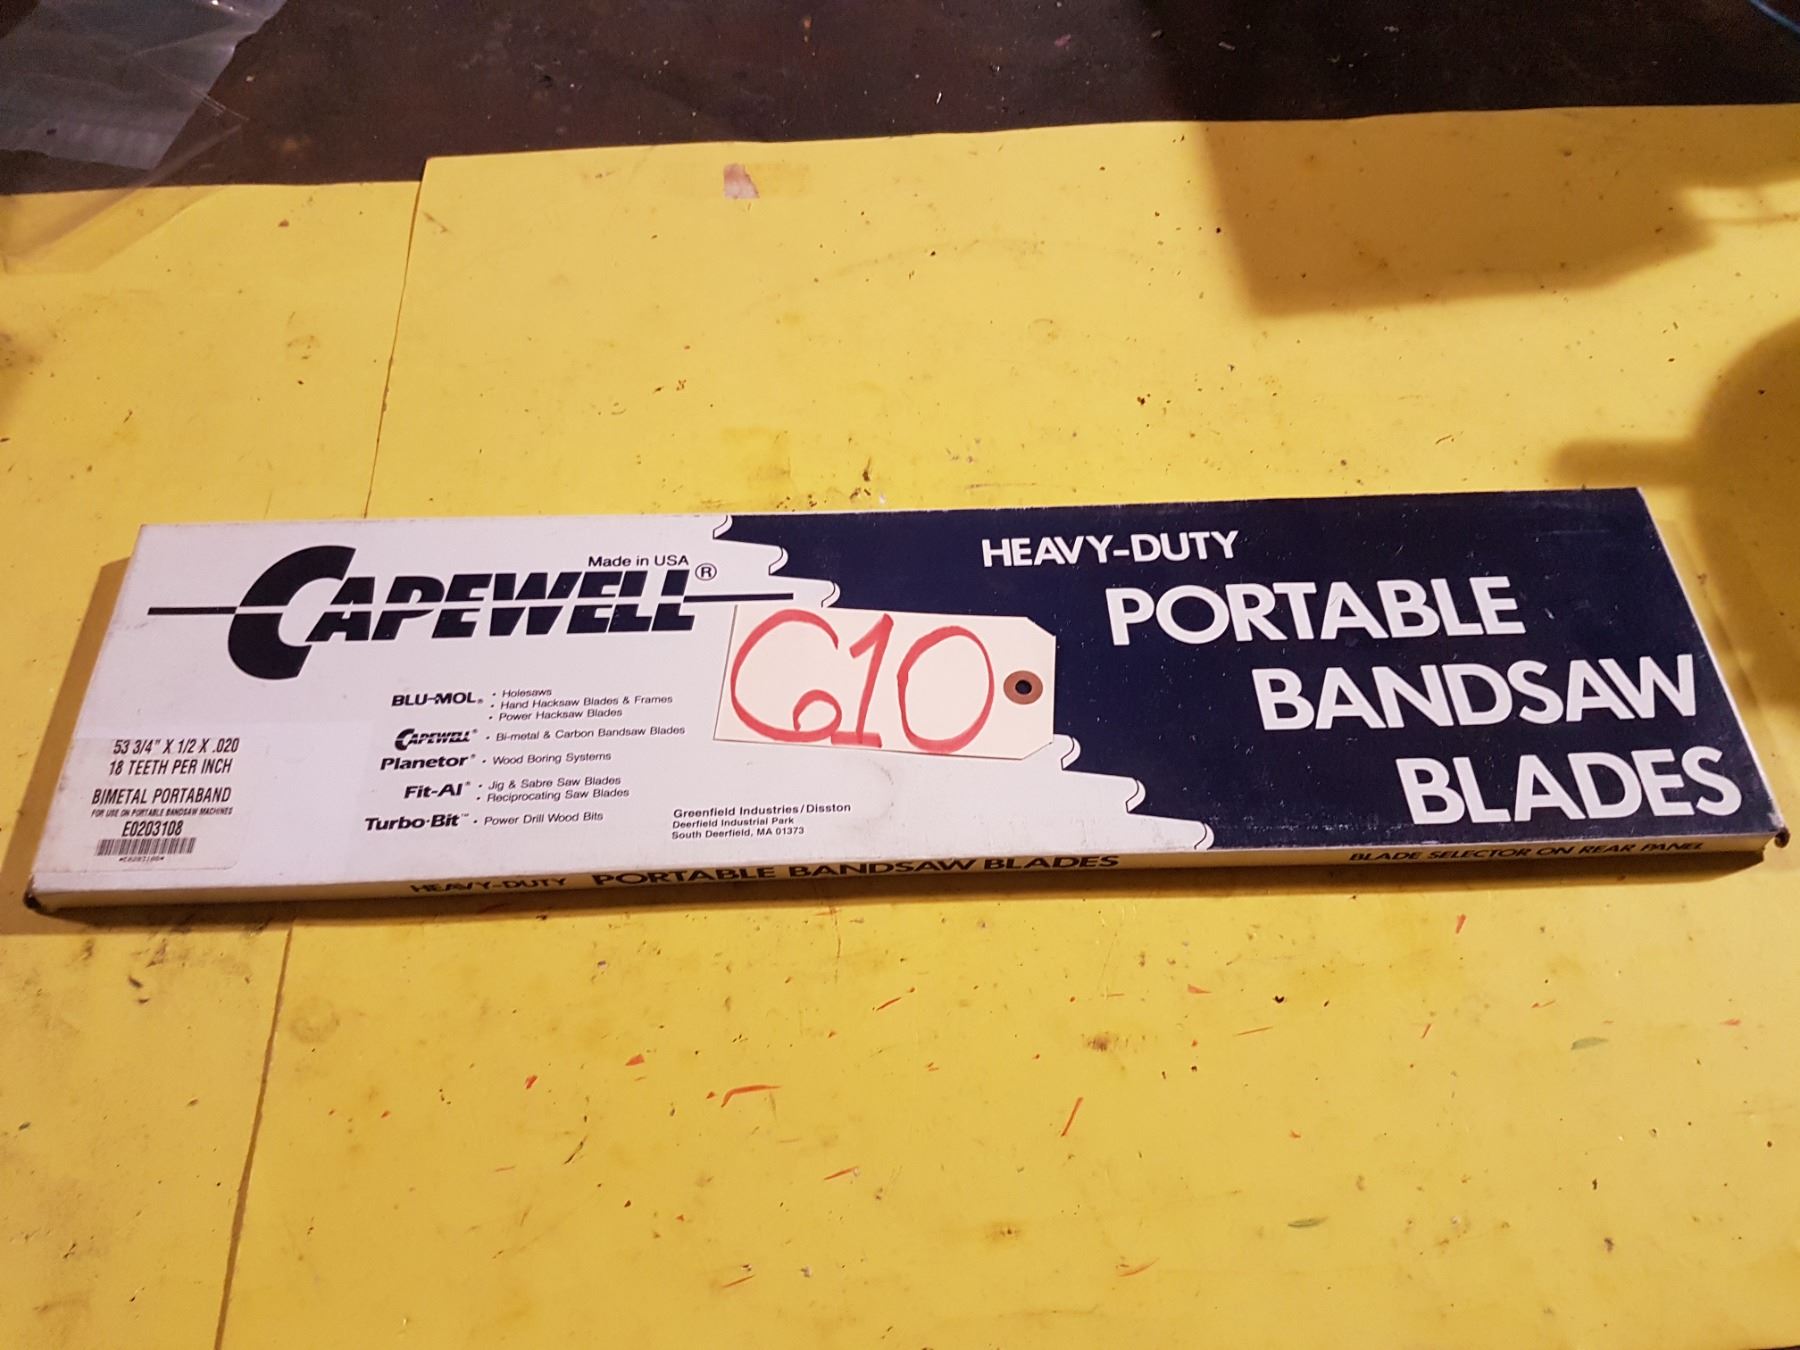 Made in USA
CAPEWELL®
HEAVY-DUTY
PORTABLE
BANDSAW
BLADES
610
BLU-MOL® • Holesaws
• Hand Hacksaw Blades & Frames
• Power Hacksaw Blades
CAPEWELL® • Bi-metal & Carbon Bandsaw Blades
Planetor® • Wood Boring Systems
Fit-All® • Jig & Sabre Saw Blades
• Reciprocating Saw Blades
Turbo·Bit™ • Power Drill Wood Bits
Greenfield Industries/Disston
Deerfield Industrial Park
South Deerfield, MA 01373
53 3/4" X 1/2 X .020
18 TEETH PER INCH
BIMETAL PORTABAND
FOR USE ON PORTABLE BANDSAW MACHINES
E0203108
*E0203108*
HEAVY-DUTY PORTABLE BANDSAW BLADES
BLADE SELECTOR ON REAR PANEL